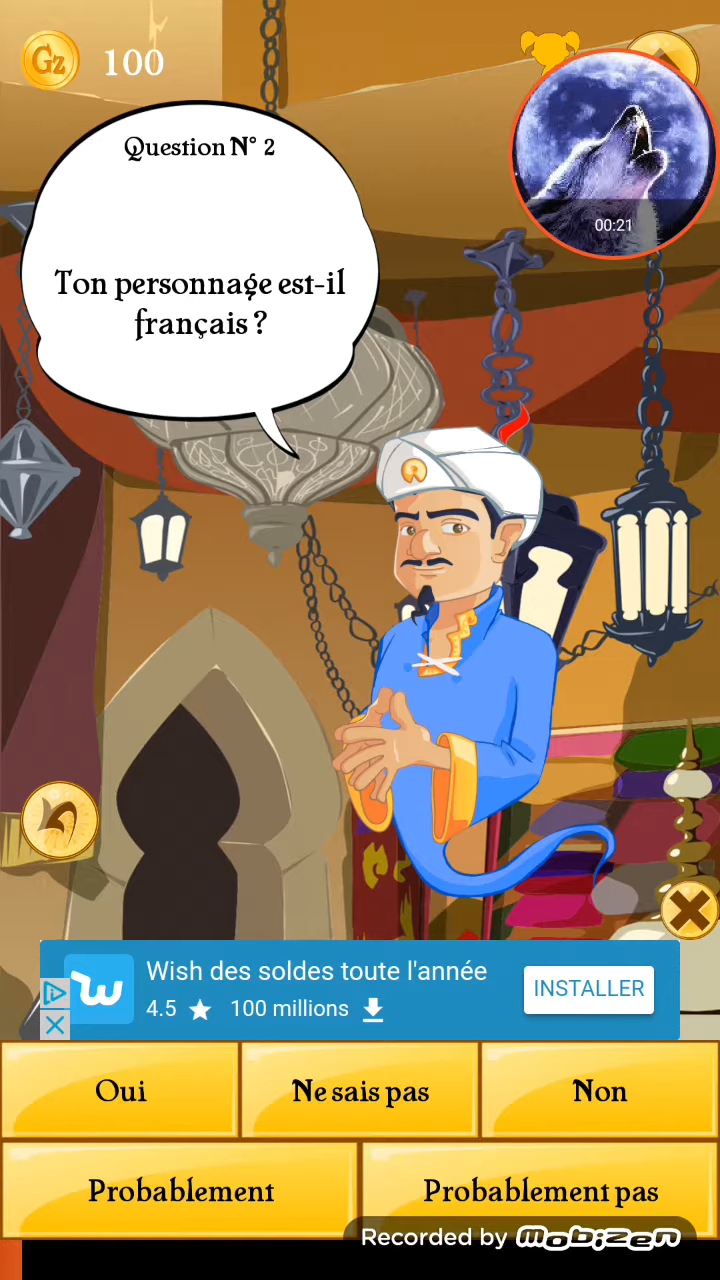 Gz 100
Question N° 2
00:21
Ton personnage est-il
français ?
Wish des soldes toute l'année
4.5 ★ 100 millions
INSTALLER
Oui
Ne sais pas
Non
Probablement
Probablement pas
Recorded by Mobizen